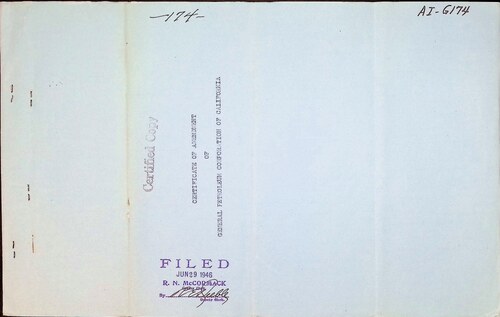 -174-
AI-G174
Certified Copy
CERTIFICATE OF AMENDMENT
OF
GENERAL PETROLEUM CORPORATION OF CALIFORNIA
FILED
JUN 29 1946
R. N. McCORMACK
By